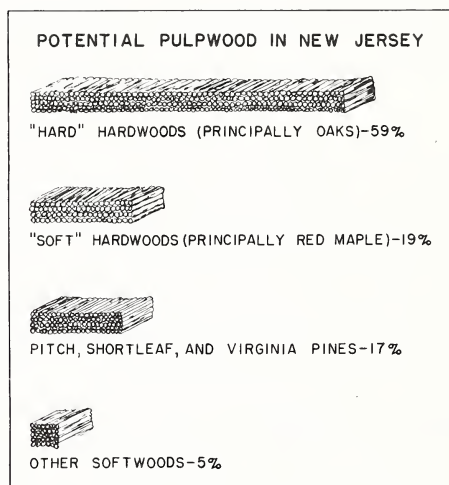 POTENTIAL PULPWOOD IN NEW JERSEY
"HARD" HARDWOODS (PRINCIPALLY OAKS)-59%
"SOFT" HARDWOODS (PRINCIPALLY RED MAPLE)-19%
PITCH, SHORTLEAF, AND VIRGINIA PINES-17%
OTHER SOFTWOODS-5%